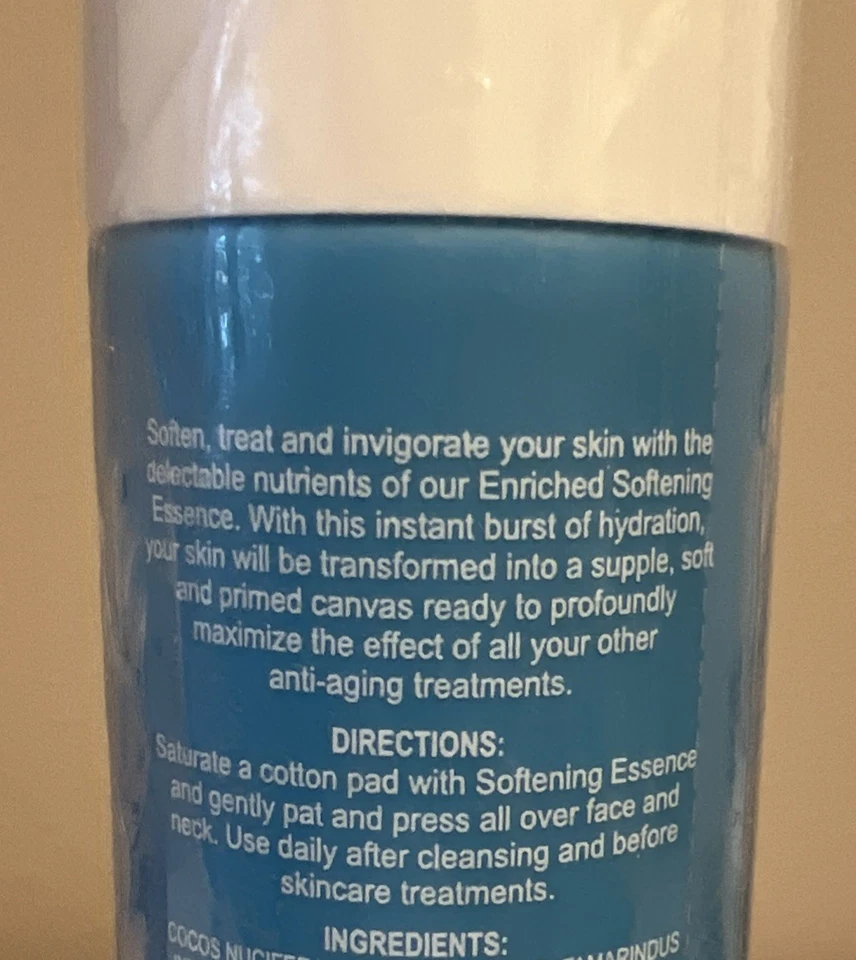 Soften, treat and invigorate your skin with the
delectable nutrients of our Enriched Softening
Essence. With this instant burst of hydration,
your skin will be transformed into a supple, soft
and primed canvas ready to profoundly
maximize the effect of all your other
anti-aging treatments.
DIRECTIONS:
Saturate a cotton pad with Softening Essence
and gently pat and press all over face and
neck. Use daily after cleansing and before
skincare treatments.
INGREDIENTS:
COCOS